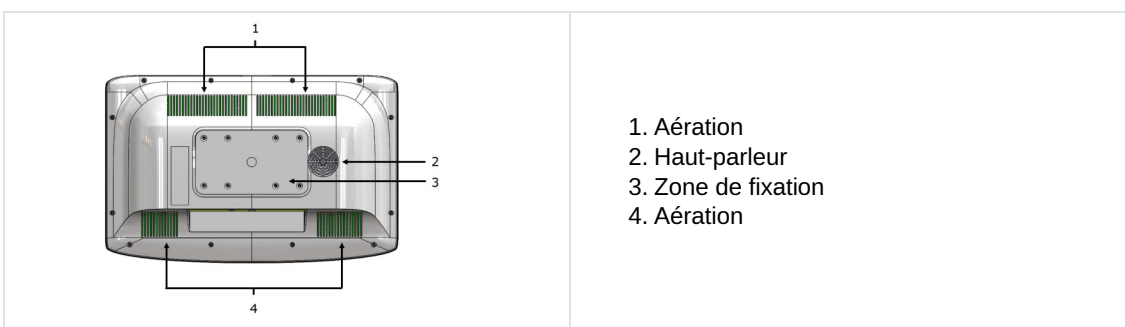 1
2
3
4
1. Aération
2. Haut-parleur
3. Zone de fixation
4. Aération